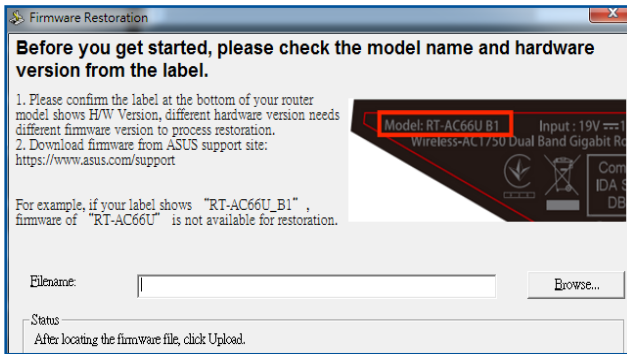 Firmware Restoration
Before you get started, please check the model name and hardware
version from the label.
1. Please confirm the label at the bottom of your router
model shows H/W Version, different hardware version needs
different firmware version to process restoration.
2. Download firmware from ASUS support site:
https://www.asus.com/support
For example, if your label shows “RT-AC66U_B1”,
firmware of “RT-AC66U” is not available for restoration.
Model: RT-AC66U B1 Input : 19V
Wireless-AC1750 Dual Band Gigabit
IDA
DB
Filename:
Browse...
Status
After locating the firmware file, click Upload.